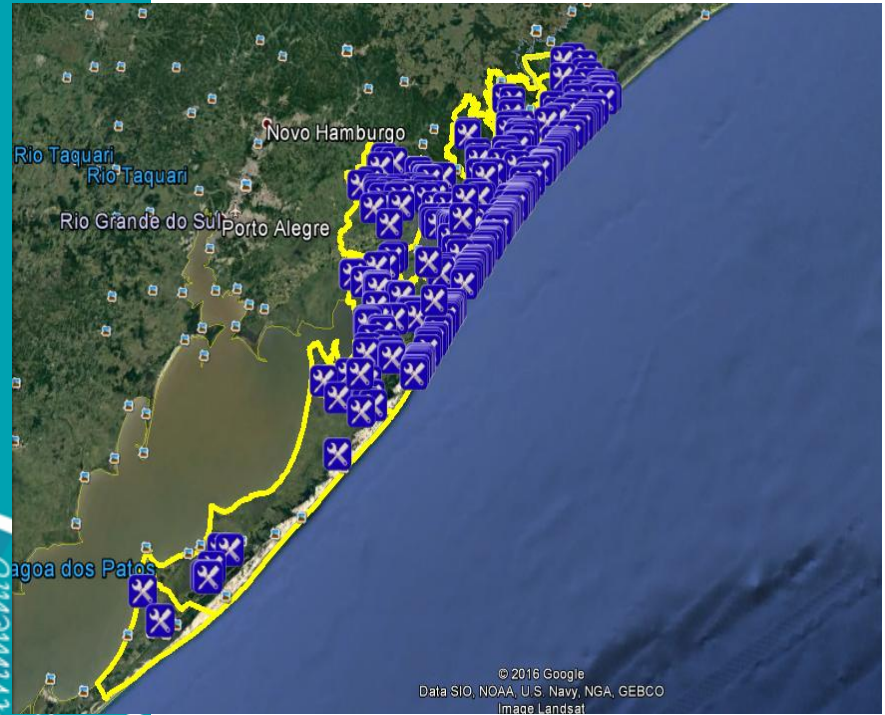 Novo Hamburgo
Rio Taquari
Rio Taquari
Rio Grande do Sul
Porto Alegre
agoa dos Patos
© 2016 Google
Data SIO, NOAA, U.S. Navy, NGA, GEBCO
Image Landsat